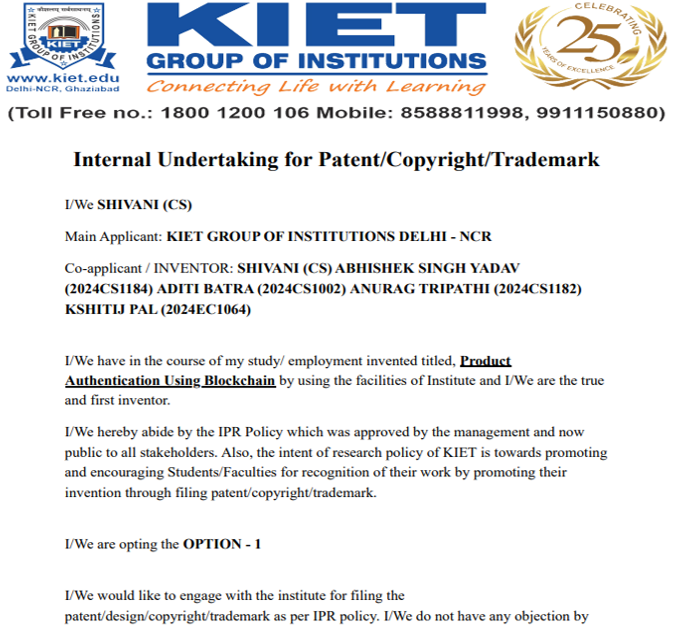 कीएतत् सर्वसाधनम्
KIET GROUP OF INSTITUTIONS
KIET
www.kiet.edu
Delhi-NCR, Ghaziabad
KIET
GROUP OF INSTITUTIONS
Connecting Life with Learning
CELEBRATING
25
YEARS OF EXCELLENCE
(Toll Free no.: 1800 1200 106 Mobile: 8588811998, 9911150880)
Internal Undertaking for Patent/Copyright/Trademark
I/We SHIVANI (CS)
Main Applicant: KIET GROUP OF INSTITUTIONS DELHI - NCR
Co-applicant / INVENTOR: SHIVANI (CS) ABHISHEK SINGH YADAV
(2024CS1184) ADITI BATRA (2024CS1002) ANURAG TRIPATHI (2024CS1182)
KSHITIJ PAL (2024EC1064)
I/We have in the course of my study/ employment invented titled, Product
Authentication Using Blockchain by using the facilities of Institute and I/We are the true
and first inventor.
I/We hereby abide by the IPR Policy which was approved by the management and now
public to all stakeholders. Also, the intent of research policy of KIET is towards promoting
and encouraging Students/Faculties for recognition of their work by promoting their
invention through filing patent/copyright/trademark.
I/We are opting the OPTION - 1
I/We would like to engage with the institute for filing the
patent/design/copyright/trademark as per IPR policy. I/We do not have any objection by